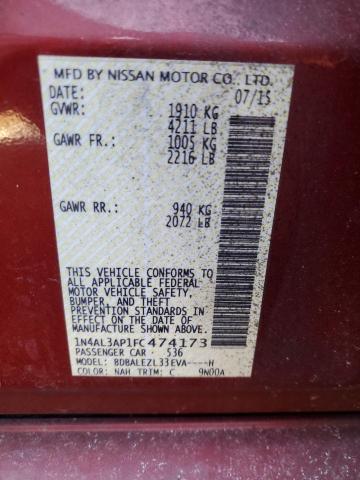 MFD BY NISSAN MOTOR CO., LTD.
DATE: 07/15
GVWR: 1910 KG
4211 LB
GAWR FR.: 1005 KG
2216 LB
GAWR RR.: 940 KG
2072 LB
THIS VEHICLE CONFORMS TO
ALL APPLICABLE FEDERAL
MOTOR VEHICLE SAFETY,
BUMPER, AND THEFT
PREVENTION STANDARDS IN
EFFECT ON THE DATE OF
MANUFACTURE SHOWN ABOVE.
1N4AL3AP1FC474173
PASSENGER CAR 536
MODEL: BDBALEZL33EVA----H
COLOR: NAH TRIM: C 9N00A